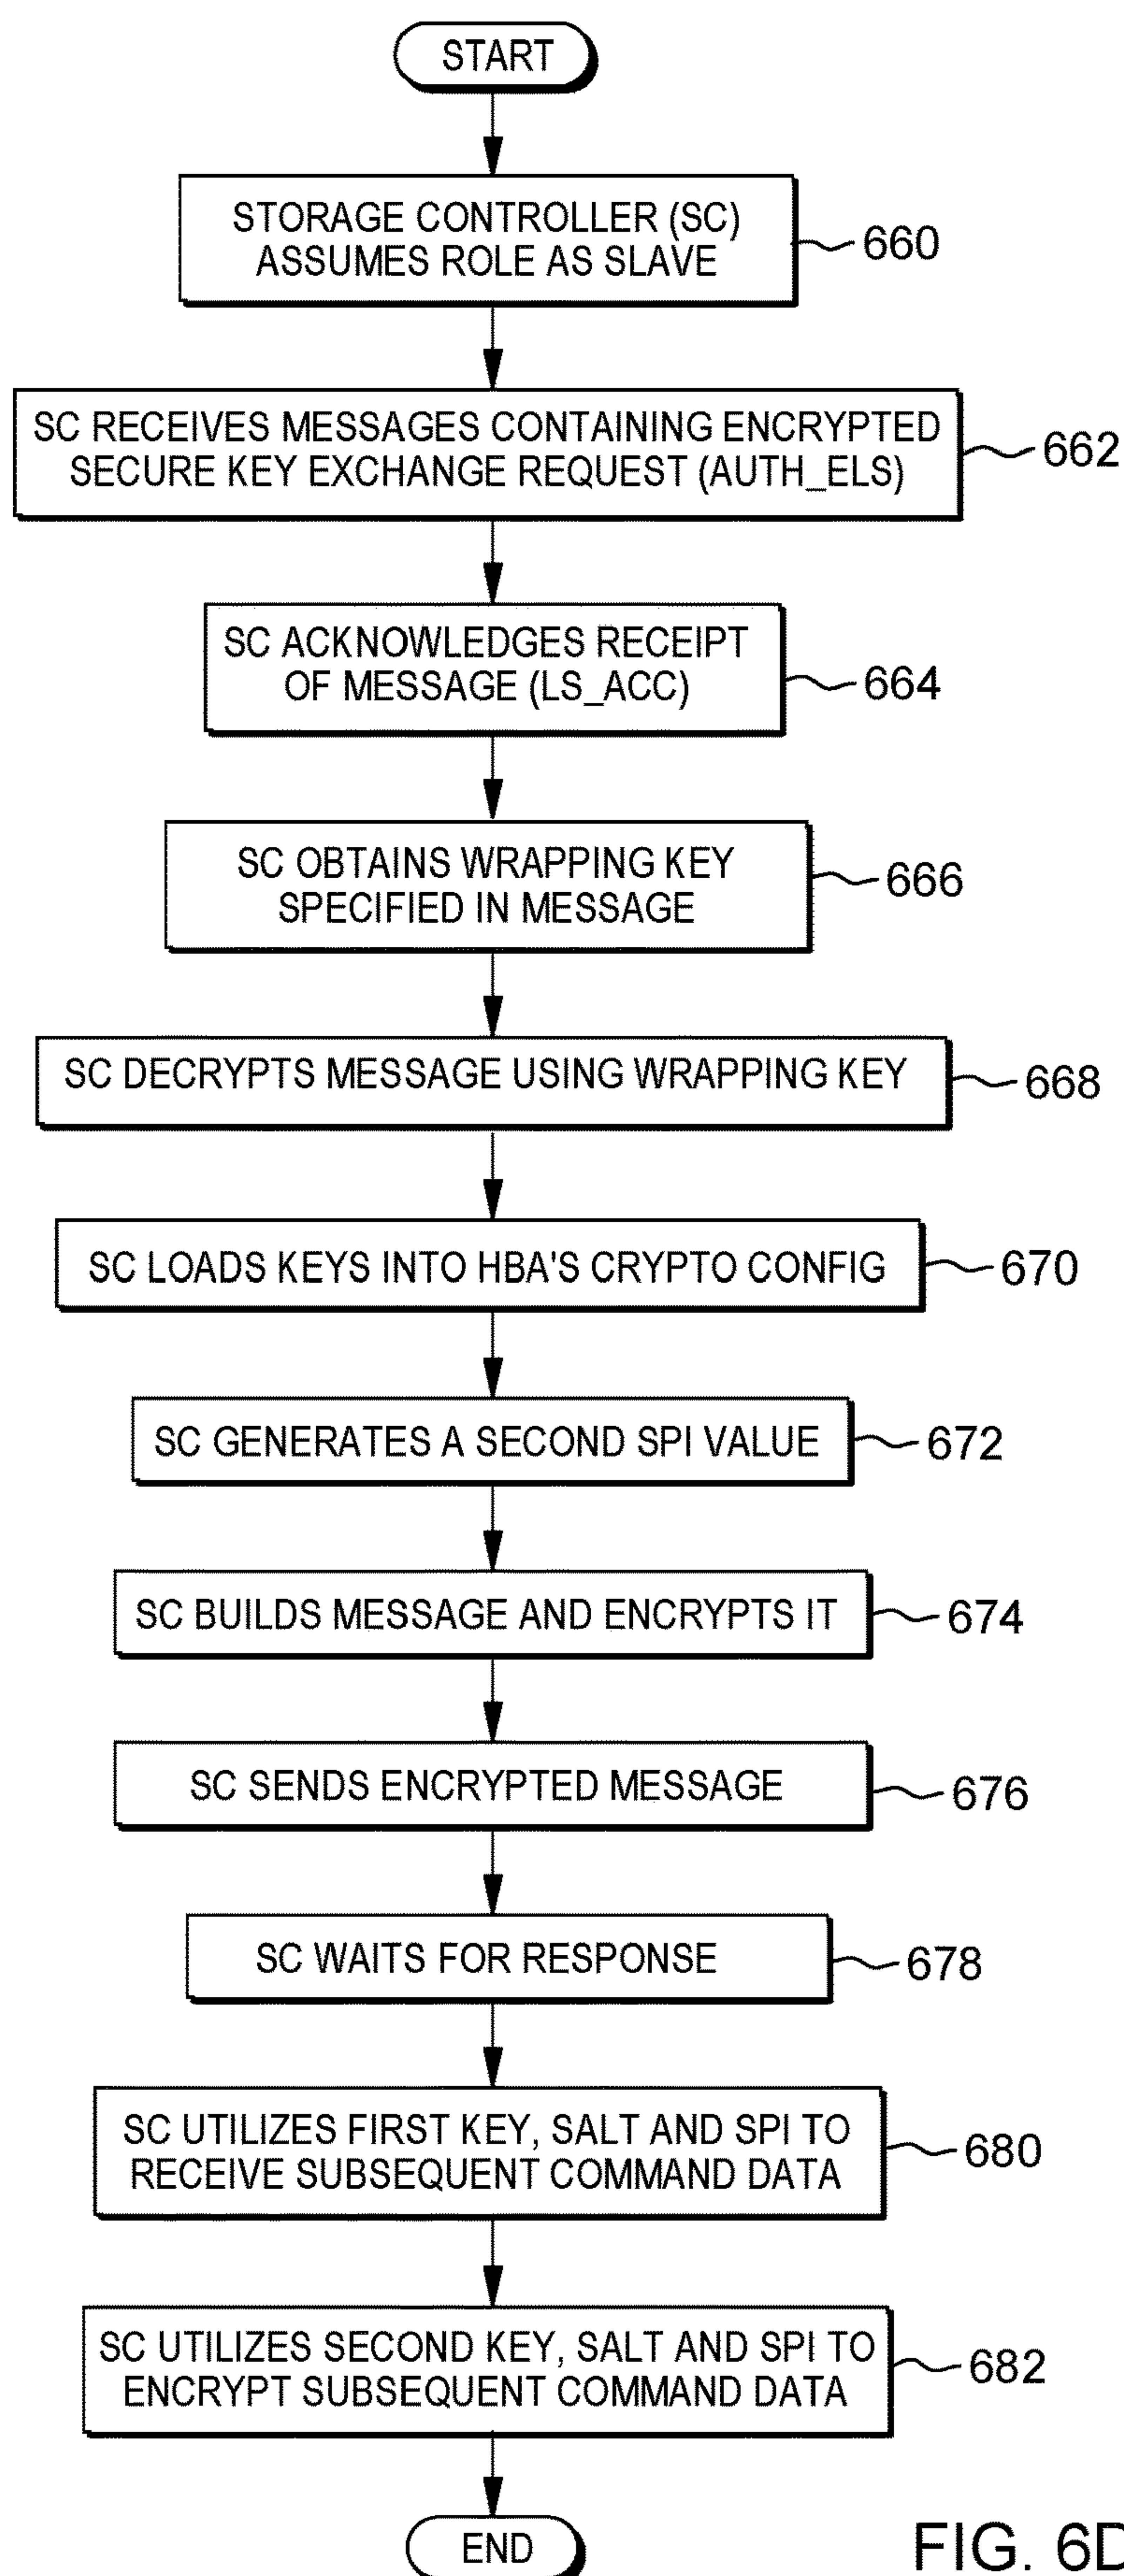 START
STORAGE CONTROLLER (SC)
ASSUMES ROLE AS SLAVE
660
SC RECEIVES MESSAGES CONTAINING ENCRYPTED
SECURE KEY EXCHANGE REQUEST (AUTH_ELS)
662
SC ACKNOWLEDGES RECEIPT
OF MESSAGE (LS_ACC)
664
SC OBTAINS WRAPPING KEY
SPECIFIED IN MESSAGE
666
SC DECRYPTS MESSAGE USING WRAPPING KEY
668
SC LOADS KEYS INTO HBA'S CRYPTO CONFIG
670
SC GENERATES A SECOND SPI VALUE
672
SC BUILDS MESSAGE AND ENCRYPTS IT
674
SC SENDS ENCRYPTED MESSAGE
676
SC WAITS FOR RESPONSE
678
SC UTILIZES FIRST KEY, SALT AND SPI TO
RECEIVE SUBSEQUENT COMMAND DATA
680
SC UTILIZES SECOND KEY, SALT AND SPI TO
ENCRYPT SUBSEQUENT COMMAND DATA
682
END
FIG. 6D